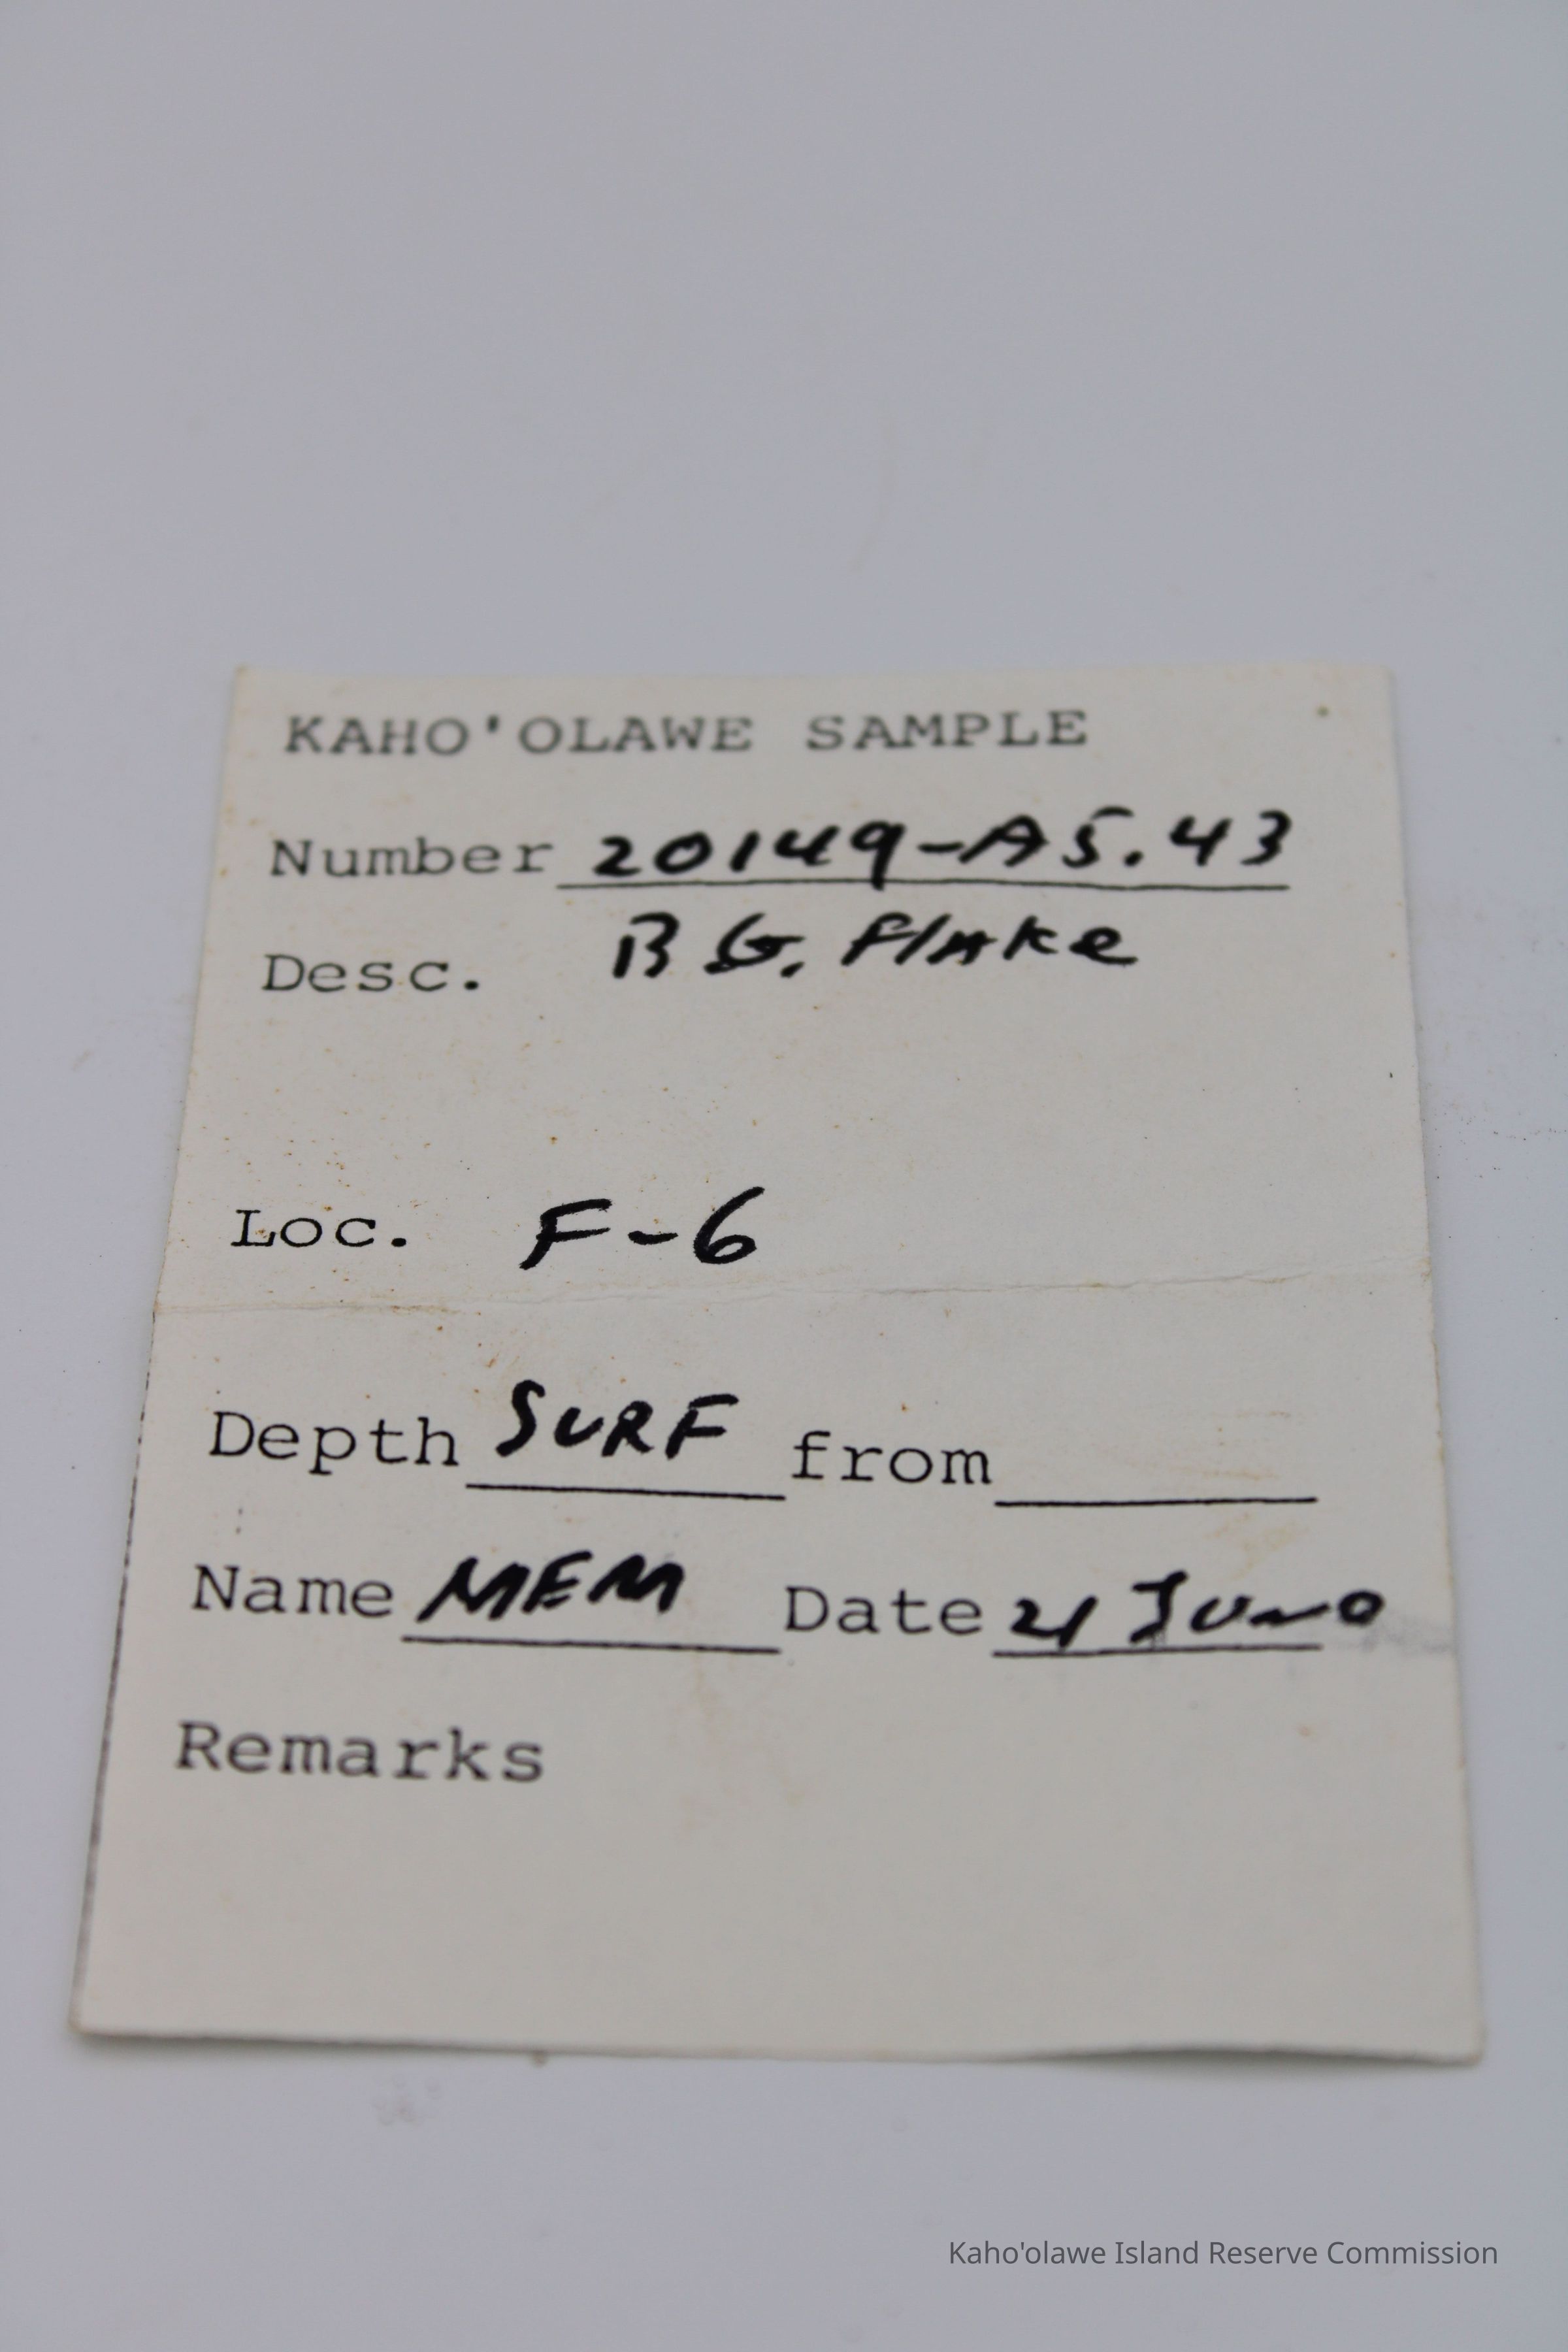 KAHO'OLAWE SAMPLE
Number 20149-A5.43
Desc. B G. Flake
Loc. F-6
Depth SURF from
Name MEM Date 21 June
Remarks
Kaho'olawe Island Reserve Commission